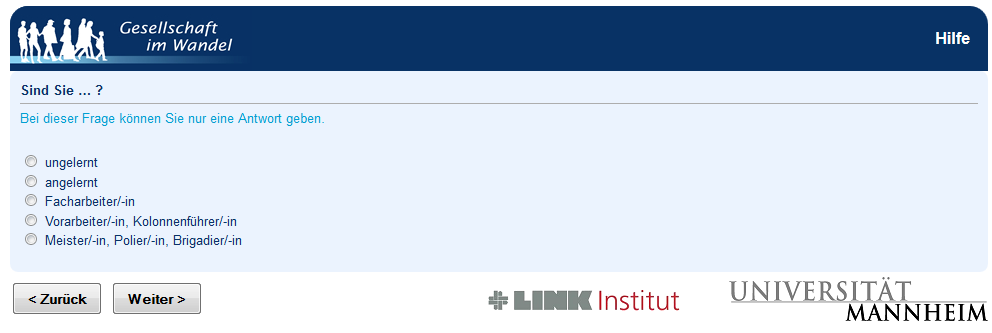 Gesellschaft
im Wandel
Hilfe
Sind Sie ... ?
Bei dieser Frage können Sie nur eine Antwort geben.
ungelernt
angelernt
Facharbeiter/-in
Vorarbeiter/-in, Kolonnenführer/-in
Meister/-in, Polier/-in, Brigadier/-in
< Zurück
Weiter >
LINK Institut
UNIVERSITÄT
MANNHEIM